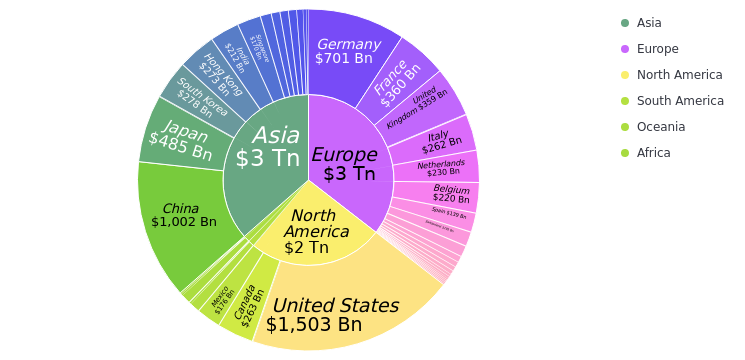 Germany
$701 Bn
France
$360 Bn
United
Kingdom $359 Bn
Italy
$262 Bn
Netherlands
$230 Bn
Belgium
$220 Bn
Spain $139 Bn
United States
$1,503 Bn
Canada
$263 Bn
Mexico
$176 Bn
China
$1,002 Bn
Japan
$485 Bn
South Korea
$278 Bn
Hong Kong
$273 Bn
India
$212 Bn
Singapore
$170 Bn
Asia
$3 Tn
Europe
$3 Tn
North
America
$2 Tn
Asia
Europe
North America
South America
Oceania
Africa